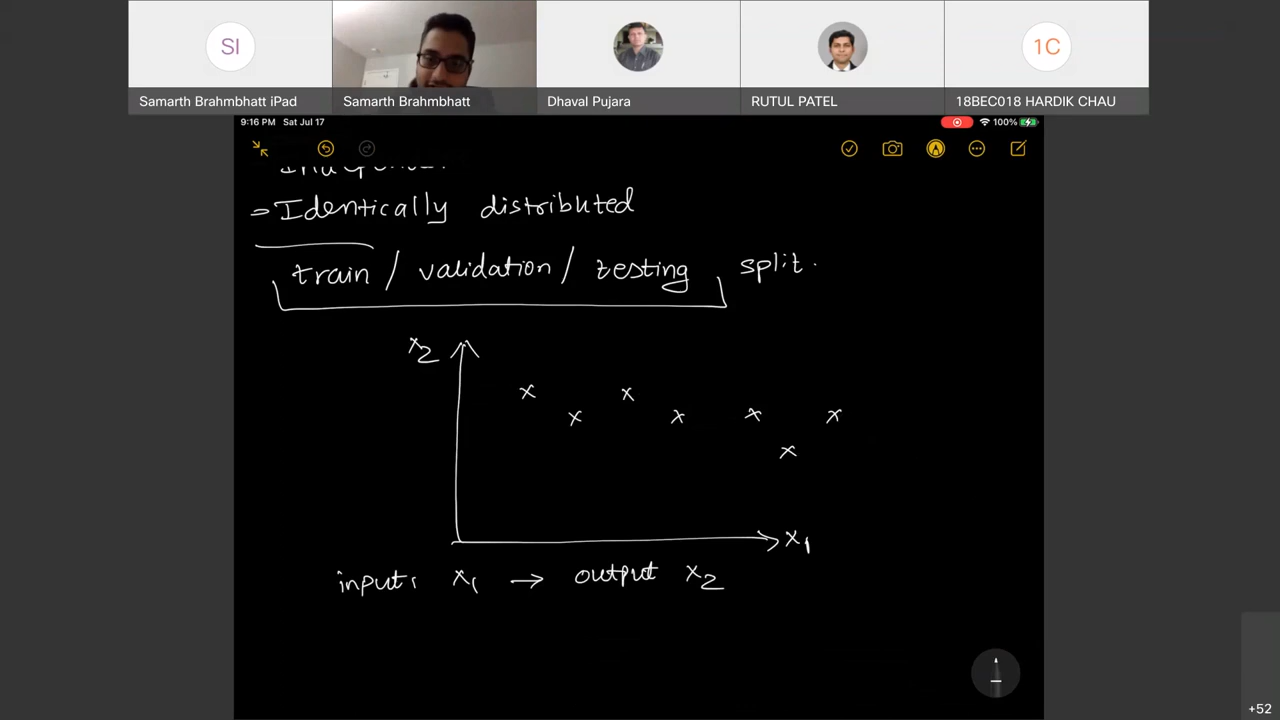 SI
1C
Samarth Brahmbhatt iPad
Samarth Brahmbhatt
Dhaval Pujara
RUTUL PATEL
18BEC018 HARDIK CHAU
9:16 PM Sat Jul 17
100%
Identically distributed
train / validation / testing split.
x2
x x x x x x x
x1
input: x1 → output x2
+52